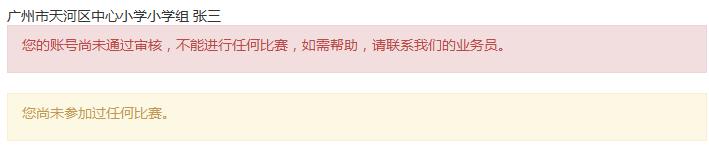 广州市天河区中心小学小学组 张三
您的账号尚未通过审核，不能进行任何比赛，如需帮助，请联系我们的业务员。
您尚未参加过任何比赛。